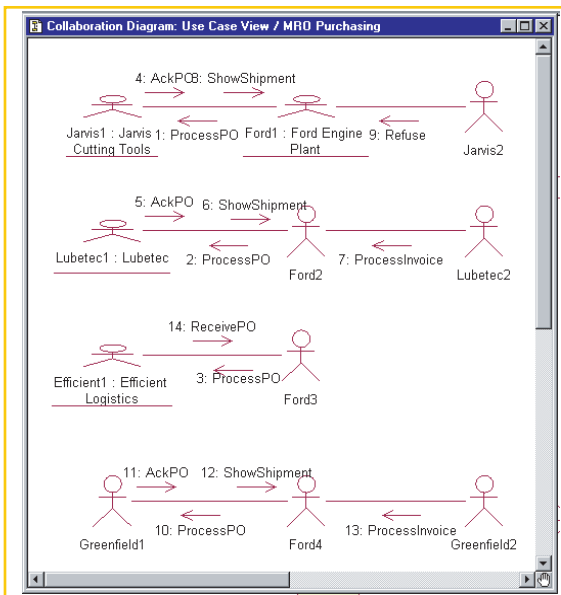 Collaboration Diagram: Use Case View / MRO Purchasing
4: AckPO 8: ShowShipment
Jarvis1 : Jarvis 1: ProcessPO Ford1 : Ford Engine 9: Refuse Jarvis2
Cutting Tools Plant
5: AckPO 6: ShowShipment
Lubetec1 : Lubetec 2: ProcessPO Ford2 7: ProcessInvoice Lubetec2
14: ReceivePO
Efficient1 : Efficient 3: ProcessPO Ford3
Logistics
11: AckPO 12: ShowShipment
Greenfield1 10: ProcessPO Ford4 13: ProcessInvoice Greenfield2